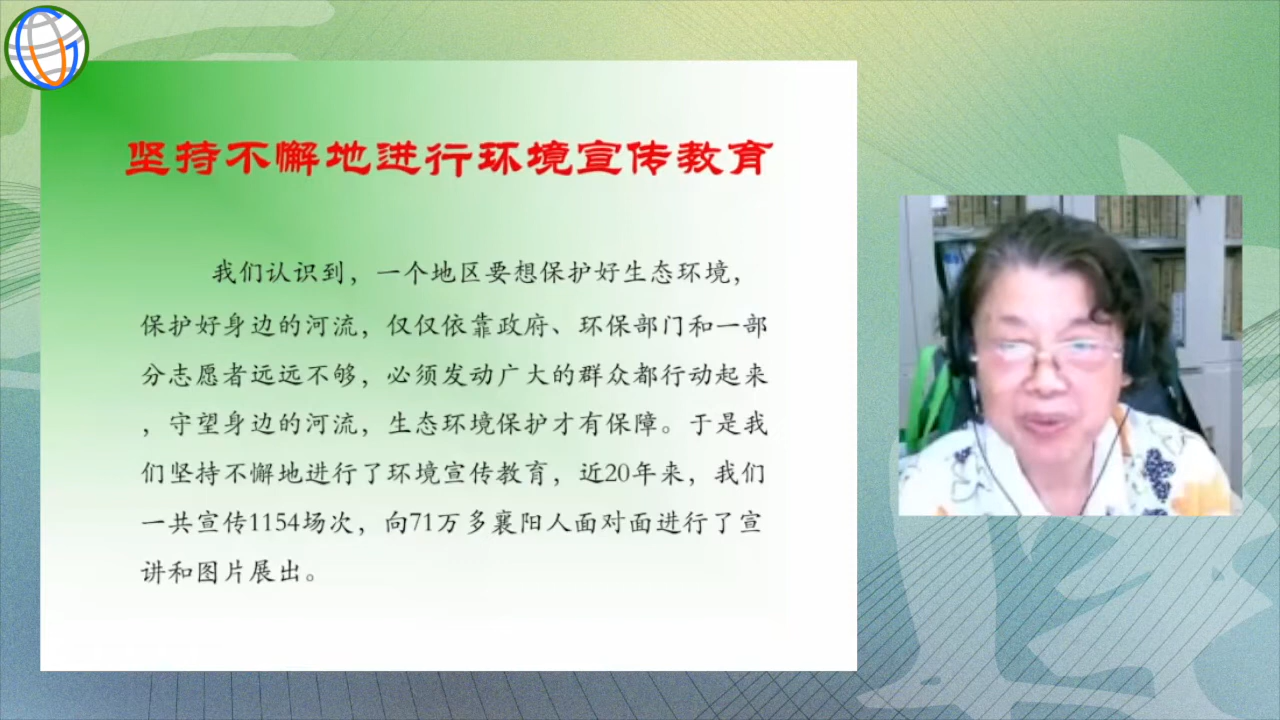 坚持不懈地进行环境宣传教育
我们认识到，一个地区要想保护好生态环境，
保护好身边的河流，仅仅依靠政府、环保部门和一部
分志愿者远远不够，必须发动广大的群众都行动起来
，守望身边的河流，生态环境保护才有保障。于是我
们坚持不懈地进行了环境宣传教育，近20年来，我们
一共宣传1154场次，向71万多襄阳人面对面进行了宣
讲和图片展出。